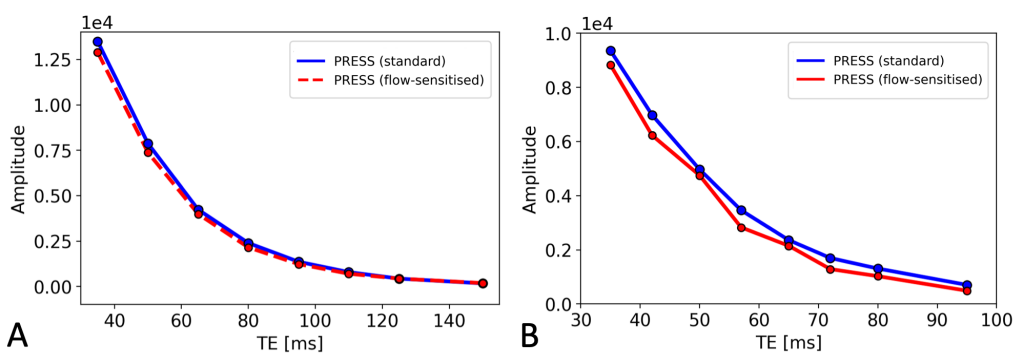 1e4
Amplitude
1.25
1.00
0.75
0.50
0.25
0.00
PRESS (standard)
PRESS (flow-sensitised)
40 60 80 100 120 140
TE [ms]
A
1e4
Amplitude
1.0
0.8
0.6
0.4
0.2
0.0
PRESS (standard)
PRESS (flow-sensitised)
30 40 50 60 70 80 90 100
TE [ms]
B